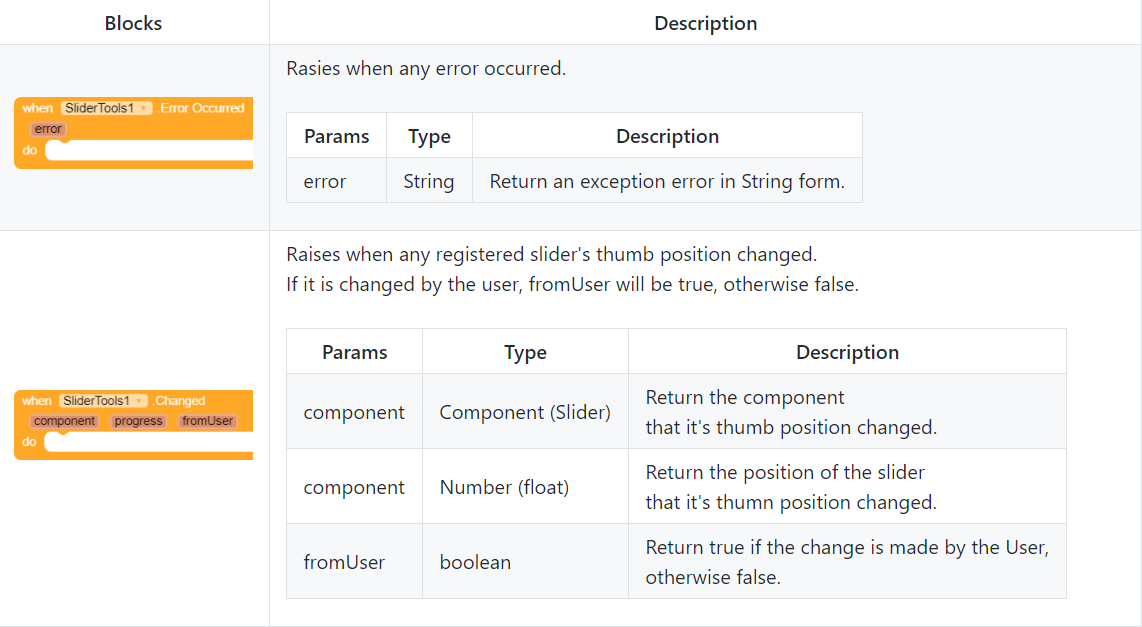 Blocks Description
Rasies when any error occurred.
when SliderTools1 .Error Occurred
error
do
Params Type Description
error String Return an exception error in String form.
Raises when any registered slider's thumb position changed.
If it is changed by the user, fromUser will be true, otherwise false.
when SliderTools1 .Changed
component progress fromUser
do
Params Type Description
component Component (Slider) Return the component
that it's thumb position changed.
component Number (float) Return the position of the slider
that it's thumn position changed.
fromUser boolean Return true if the change is made by the User,
otherwise false.